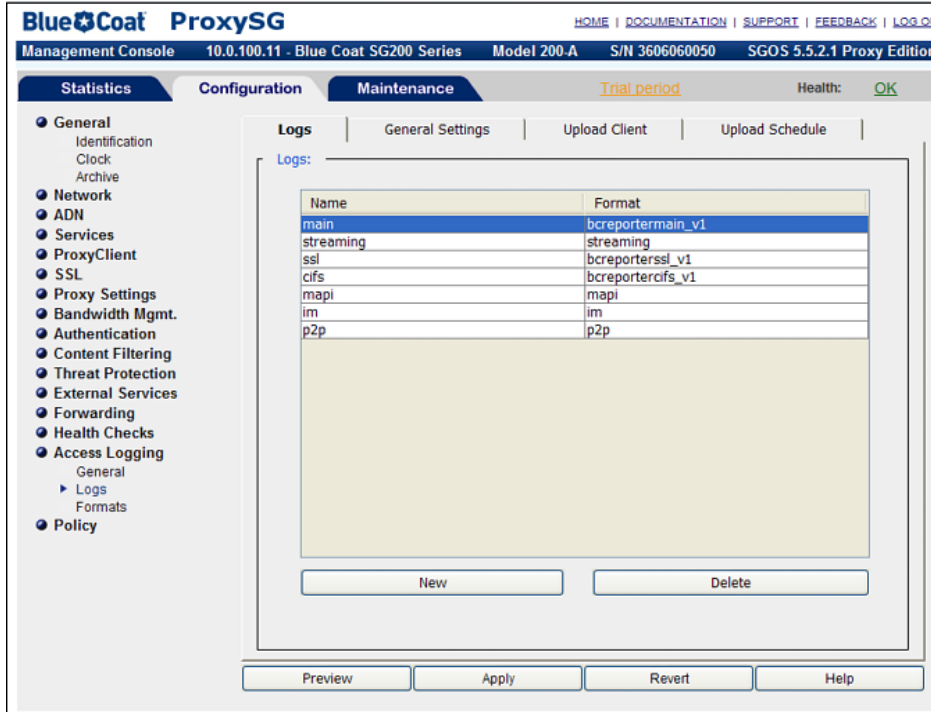 Blue Coat ProxySG
HOME | DOCUMENTATION | SUPPORT | FEEDBACK |
Management Console 10.0.100.11 - Blue Coat SG200 Series Model 200-A S/N 3606060050 SGOS 5.5.2.1 Proxy Edition
Statistics Configuration Maintenance Trial period Health: OK
General
Identification
Clock
Archive
Network
ADN
Services
ProxyClient
SSL
Proxy Settings
Bandwidth Mgmt.
Authentication
Content Filtering
Threat Protection
External Services
Forwarding
Health Checks
Access Logging
General
Logs
Formats
Policy
Logs General Settings Upload Client Upload Schedule
Logs:
Name Format
main bcreportermain_v1
streaming streaming
ssl bcreporterssl_v1
cifs bcreportercifs_v1
mapi mapi
im im
p2p p2p
New Delete
Preview Apply Revert Help